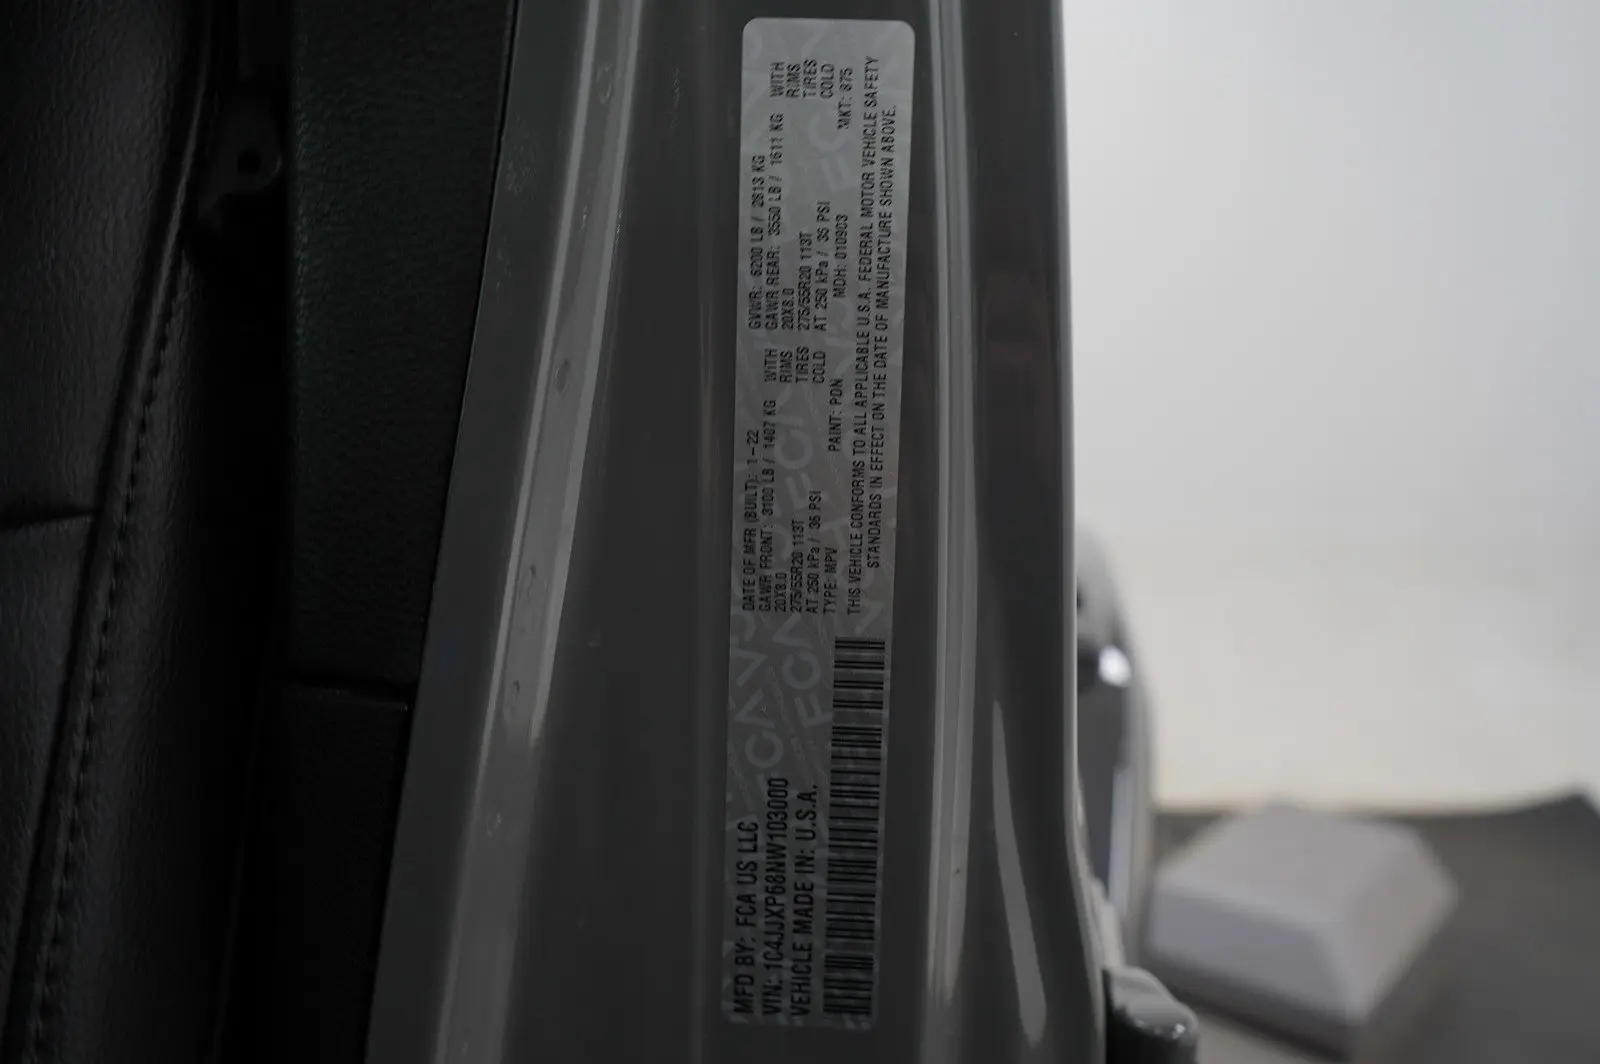 MFD BY: FCA US LLC
VIN: 1C4JJXP68NW103000
VEHICLE MADE IN: U.S.A.
DATE OF MFR (BUILT): 1-22
GVWR: 6200 LB / 2813 KG
GAWR FRONT: 3100 LB / 1407 KG WITH
GAWR REAR: 3550 LB / 1611 KG WITH
20X8.0 RIMS
20X8.0 RIMS
275/55R20 113T TIRES
275/55R20 113T TIRES
AT 250 kPa / 36 PSI COLD
AT 250 kPa / 36 PSI COLD
TYPE: MPV PAINT: PDN MDH: 010903 MKT: 875
THIS VEHICLE CONFORMS TO ALL APPLICABLE U.S.A. FEDERAL MOTOR VEHICLE SAFETY
STANDARDS IN EFFECT ON THE DATE OF MANUFACTURE SHOWN ABOVE.